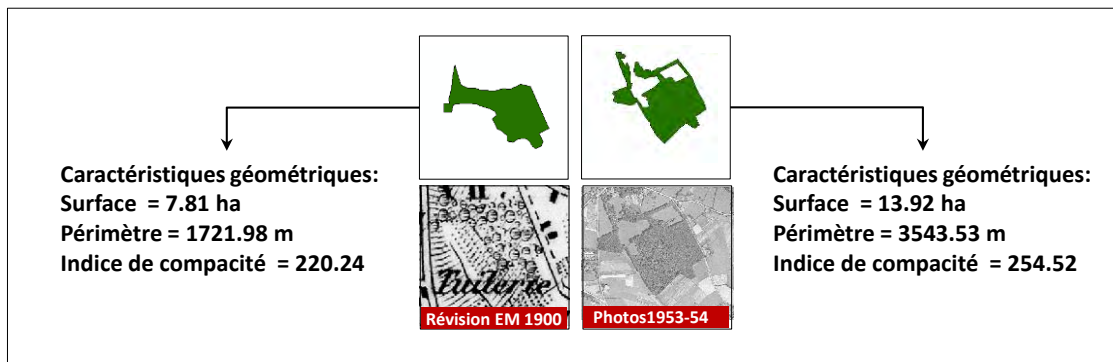 Caractéristiques géométriques:
Surface = 7.81 ha
Périmètre = 1721.98 m
Indice de compacité = 220.24
Tuilerie
Révision EM 1900
Photos1953-54
Caractéristiques géométriques:
Surface = 13.92 ha
Périmètre = 3543.53 m
Indice de compacité = 254.52